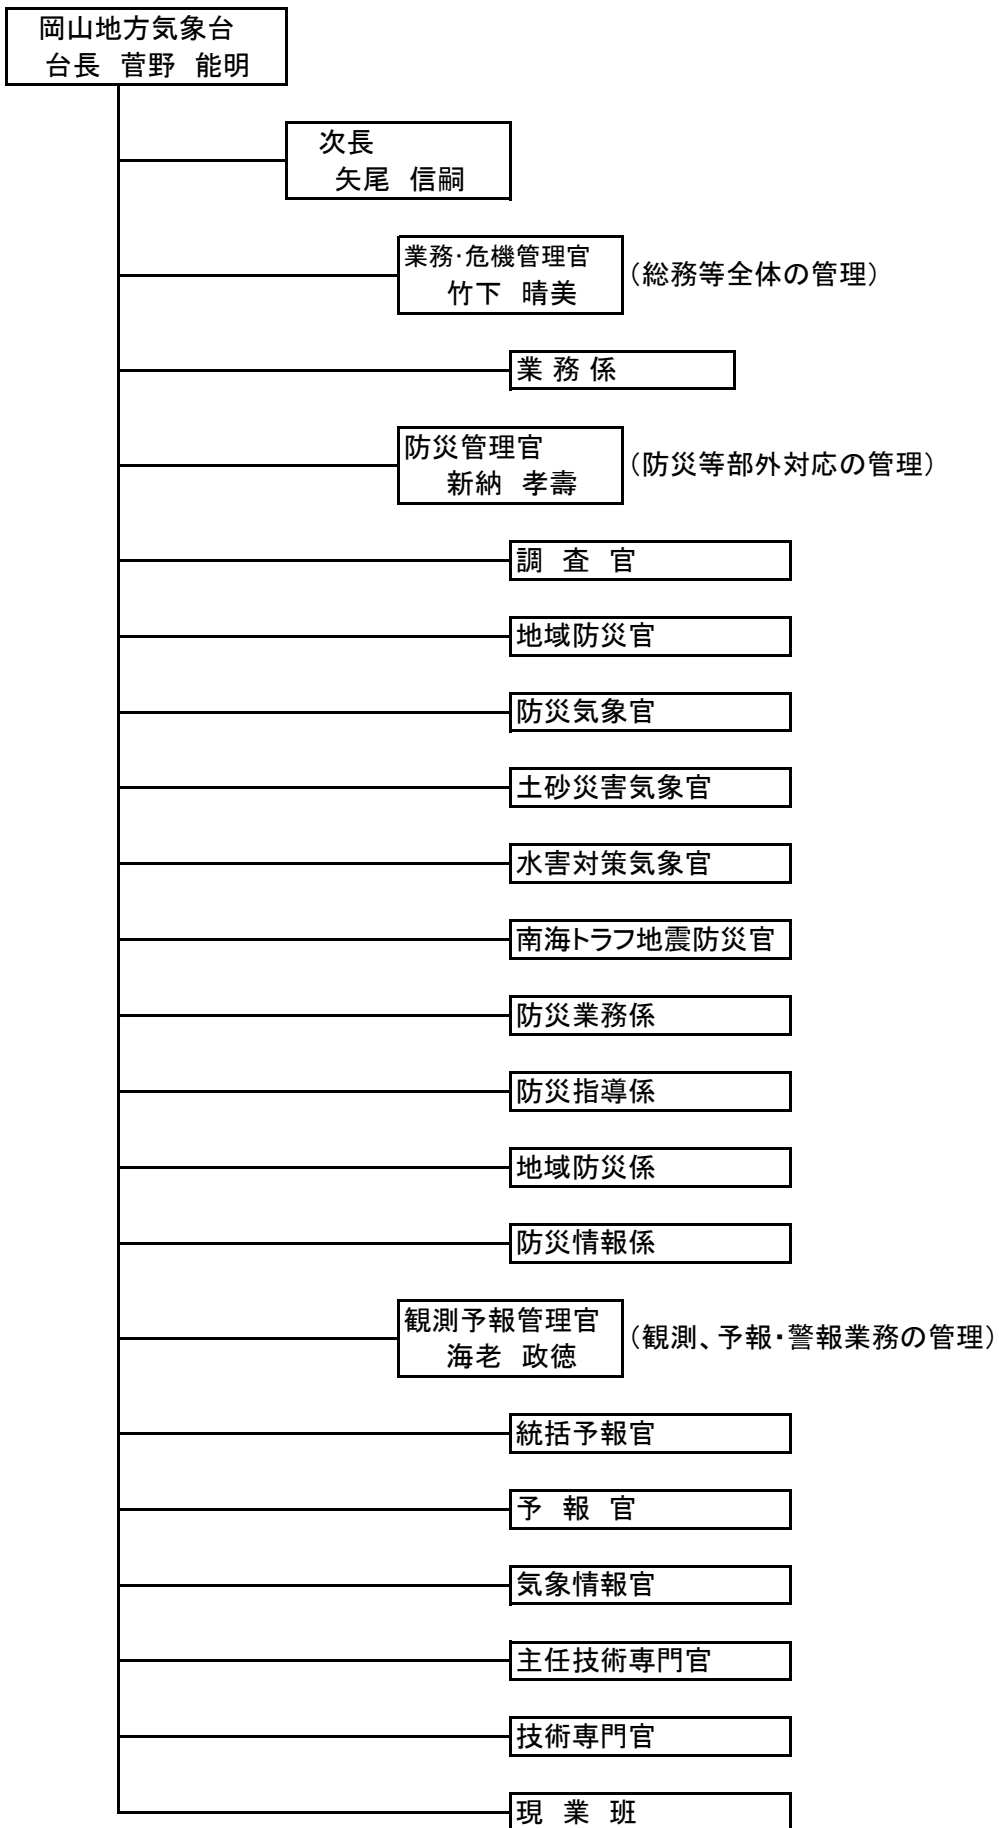 岡山地方気象台
台長 菅野 能明
次長
矢尾 信嗣
業務・危機管理官
竹下 晴美
（総務等全体の管理）
業 務 係
防災管理官
新納 孝壽
（防災等部外対応の管理）
調 査 官
地域防災官
防災気象官
土砂災害気象官
水害対策気象官
南海トラフ地震防災官
防災業務係
防災指導係
地域防災係
防災情報係
観測予報管理官
海老 政徳
（観測、予報・警報業務の管理）
統括予報官
予 報 官
気象情報官
主任技術専門官
技術専門官
現 業 班